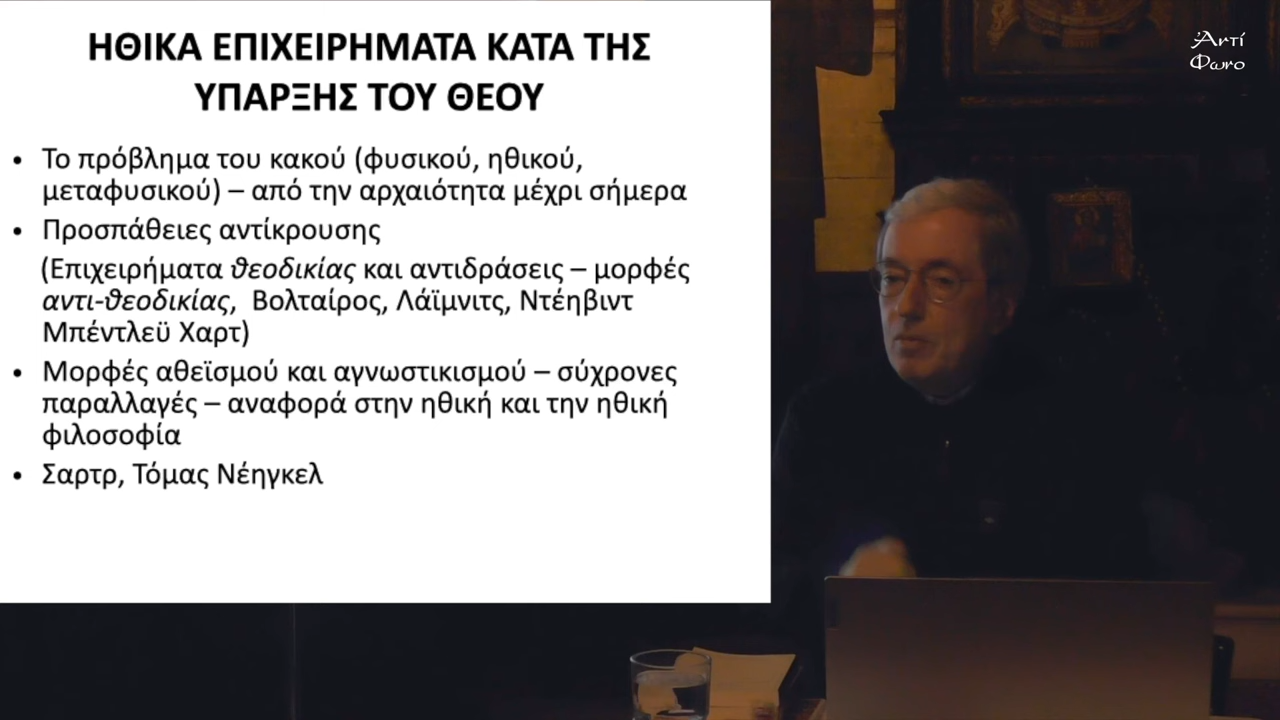 ΗΘΙΚΑ ΕΠΙΧΕΙΡΗΜΑΤΑ ΚΑΤΑ ΤΗΣ
ΥΠΑΡΞΗΣ ΤΟΥ ΘΕΟΥ
• Το πρόβλημα του κακού (φυσικού, ηθικού,
μεταφυσικού) – από την αρχαιότητα μέχρι σήμερα
• Προσπάθειες αντίκρουσης
(Επιχειρήματα θεοδικίας και αντιδράσεις – μορφές
αντι-θεοδικίας, Βολταίρος, Λάϊμνιτς, Ντέηβιντ
Μπέντλεϋ Χαρτ)
• Μορφές αθεϊσμού και αγνωστικισμού – σύχρονες
παραλλαγές – αναφορά στην ηθική και την ηθική
φιλοσοφία
• Σαρτρ, Τόμας Νέηγκελ
Ἀντί
Φωνο